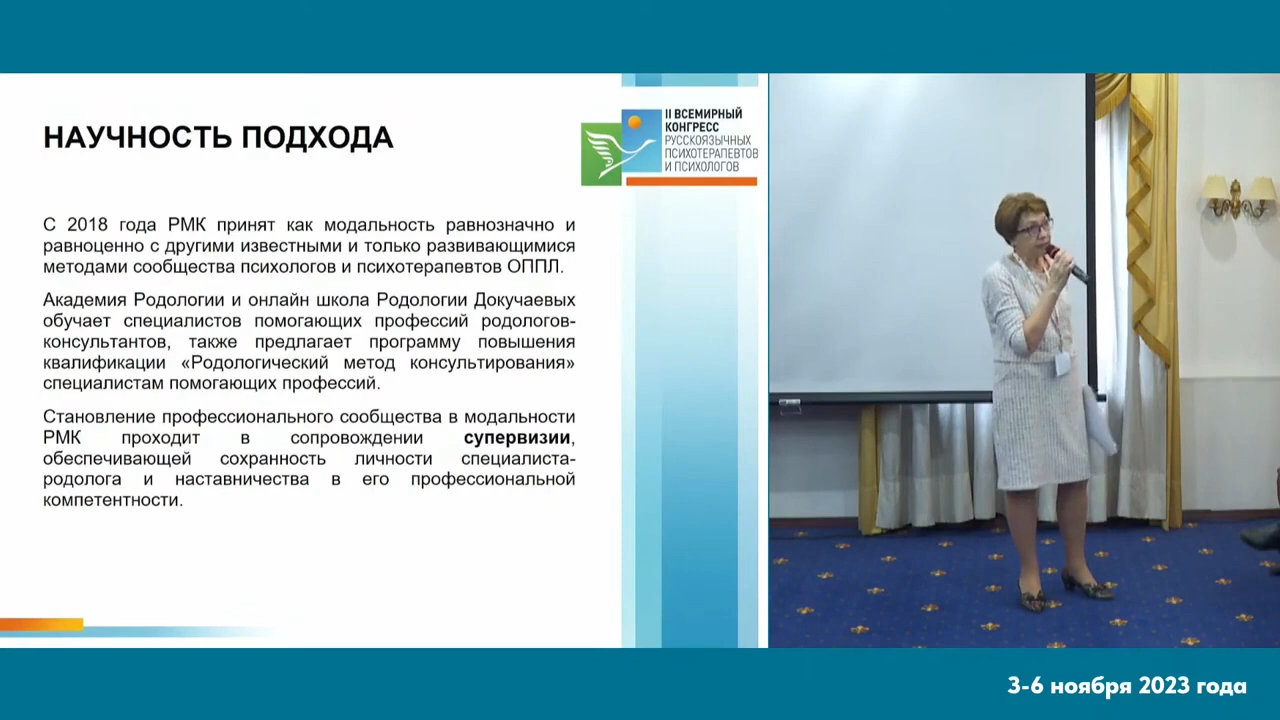 НАУЧНОСТЬ ПОДХОДА
II ВСЕМИРНЫЙ
КОНГРЕСС
РУССКОЯЗЫЧНЫХ
ПСИХОТЕРАПЕВТОВ
И ПСИХОЛОГОВ
С 2018 года РМК принят как модальность равнозначно и
равноценно с другими известными и только развивающимися
методами сообщества психологов и психотерапевтов ОППЛ.
Академия Родологии и онлайн школа Родологии Докучаевых
обучает специалистов помогающих профессий родологов-
консультантов, также предлагает программу повышения
квалификации «Родологический метод консультирования»
специалистам помогающих профессий.
Становление профессионального сообщества в модальности
РМК проходит в сопровождении супервизии,
обеспечивающей сохранность личности специалиста-
родолога и наставничества в его профессиональной
компетентности.
3-6 ноября 2023 года